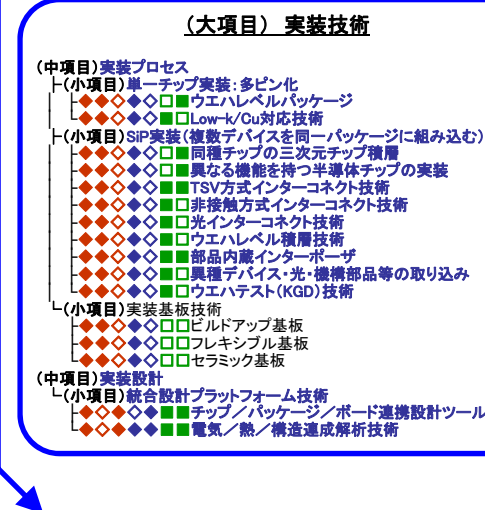 (大項目) 実装技術
(中項目)実装プロセス
├(小項目)単一チップ実装:多ピン化
├◆◆◇◆◇□■ウエハレベルパッケージ
└◆◆◇◆◇■□Low-k/Cu対応技術
├(小項目)SiP実装(複数デバイスを同一パッケージに組み込む)
├◆◆◇◆◇□■同種チップの三次元チップ積層
├◆◆◇◆◇□■異なる機能を持つ半導体チップの実装
├◆◆◇◆◇■■TSV方式インターコネクト技術
├◆◆◇◆◇■□非接触方式インターコネクト技術
├◆◆◇◆◇■□光インターコネクト技術
├◆◆◇◆◇■□ウエハレベル積層技術
├◆◆◇◆◇■■部品内蔵インターポーザ
├◆◆◇◆◇■□異種デバイス・光・機構部品等の取り込み
└◆◆◇◆◇■□ウエハテスト(KGD)技術
└(小項目)実装基板技術
├◆◆◇◆◇□□ビルドアップ基板
├◆◆◇◆◇□□フレキシブル基板
└◆◆◇◆◇□□セラミック基板
(中項目)実装設計
└(小項目)統合設計プラットフォーム技術
├◆◇◆◇◆■■チップ/パッケージ/ボード連携設計ツール
└◆◇◆◆◆■■電気/熱/構造連成解析技術